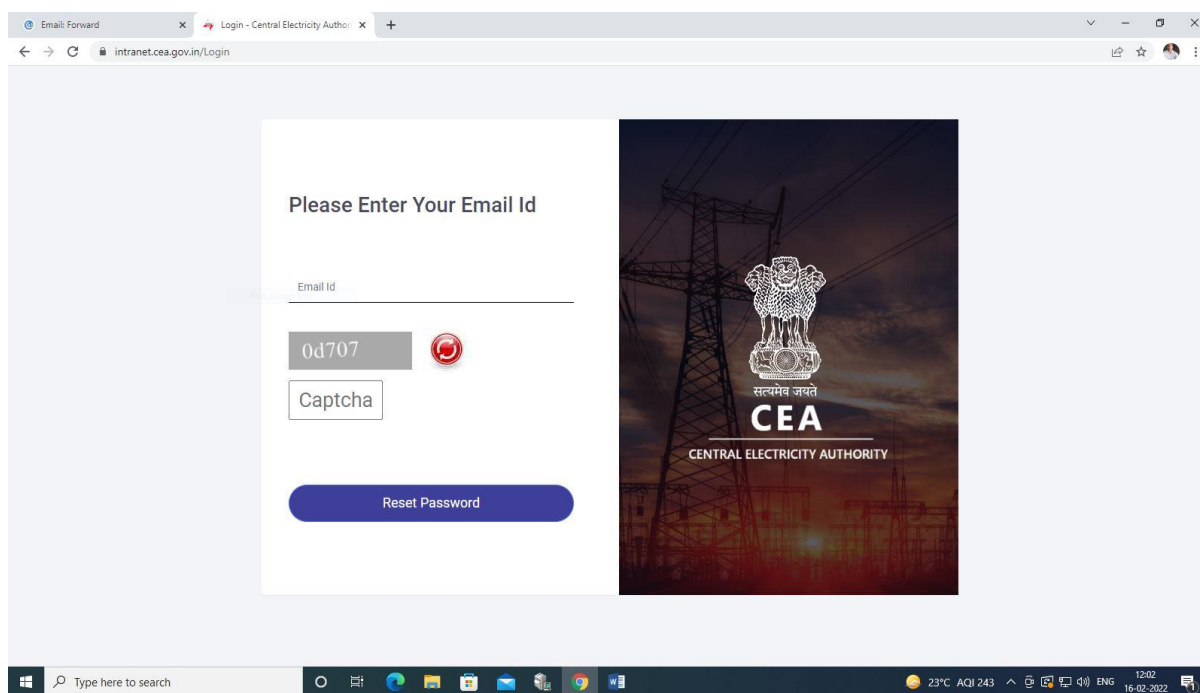 Email: Forward
Login - Central Electricity Author
intranet.cea.gov.in/Login
Please Enter Your Email Id
Email Id
0d707
Captcha
Reset Password
सत्यमेव जयते
CEA
CENTRAL ELECTRICITY AUTHORITY
Type here to search
23°C AQI 243
ENG
12:02
16-02-2022